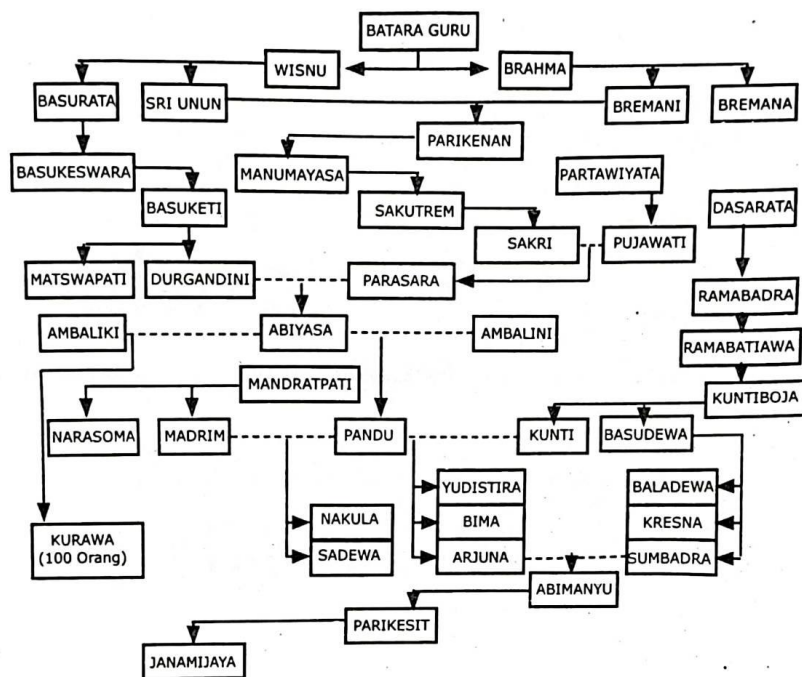 BATARA GURU
WISNU
BRAHMA
BASURATA
SRI UNUN
BREMANI
BREMANA
PARIKENAN
BASUKESWARA
MANUMAYASA
PARTAWIYATA
BASUKETI
SAKUTREM
DASARATA
SAKRI
PUJAWATI
MATSWAPATI
DURGANDINI
PARASARA
RAMABADRA
AMBALIKI
ABIYASA
AMBALINI
RAMABATIAWA
MANDRATPATI
KUNTIBOJA
NARASOMA
MADRIM
PANDU
KUNTI
BASUDEWA
YUDISTIRA
BALADEWA
KURAWA
(100 Orang)
NAKULA
BIMA
KRESNA
SADEWA
ARJUNA
SUMBADRA
ABIMANYU
PARIKESIT
JANAMIJAYA